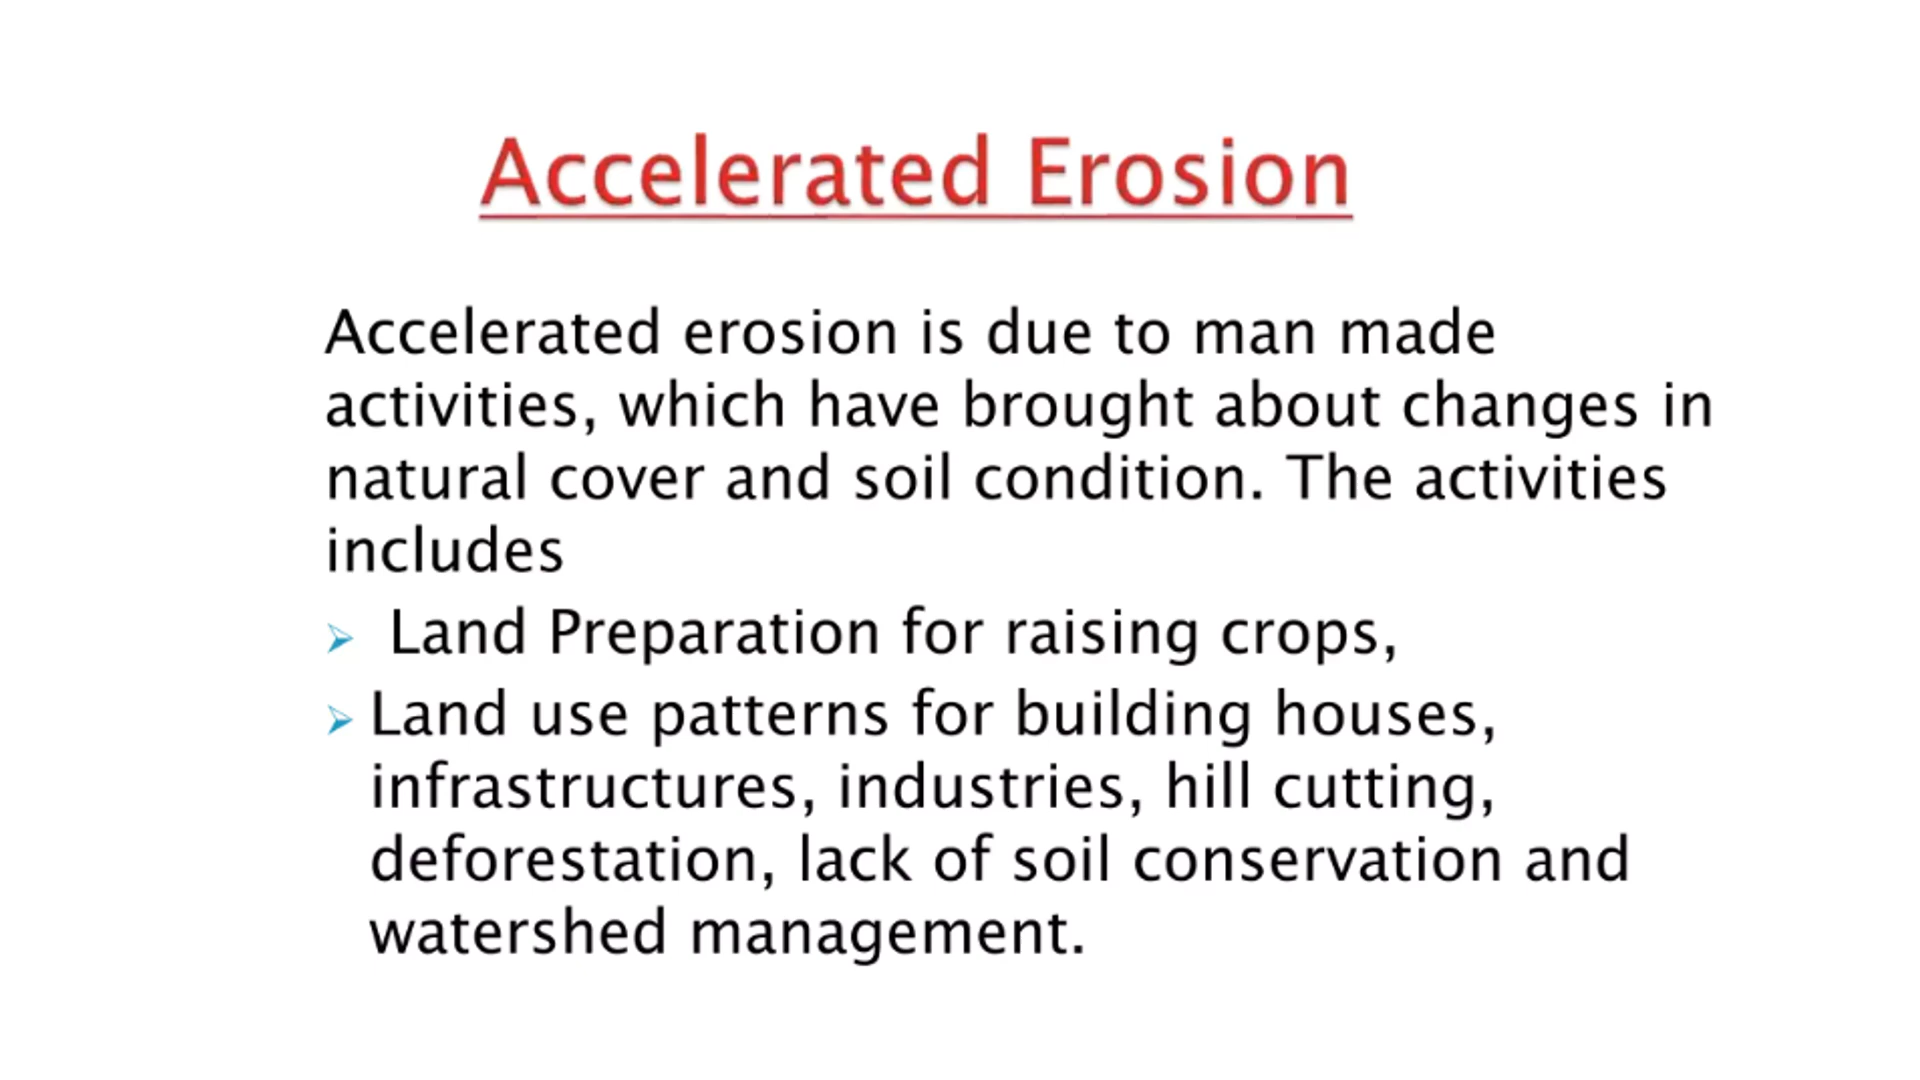 Accelerated Erosion
Accelerated erosion is due to man made
activities, which have brought about changes in
natural cover and soil condition. The activities
includes
➢ Land Preparation for raising crops,
➢ Land use patterns for building houses,
infrastructures, industries, hill cutting,
deforestation, lack of soil conservation and
watershed management.